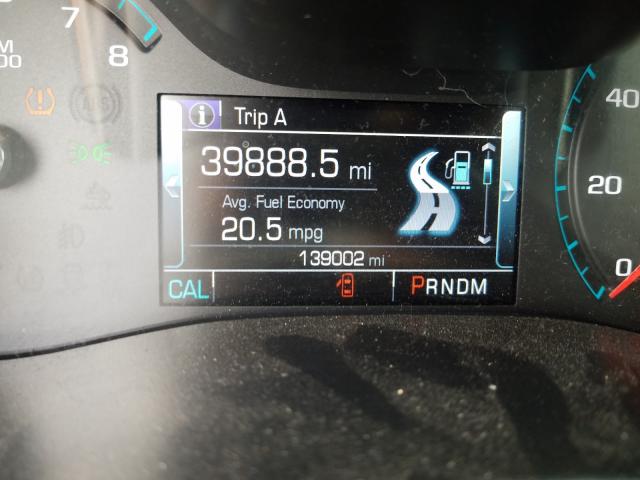 7
8
ABS
40
20
0
i Trip A
39888.5 mi
Avg. Fuel Economy
20.5 mpg
139002 mi
CAL PRNDM